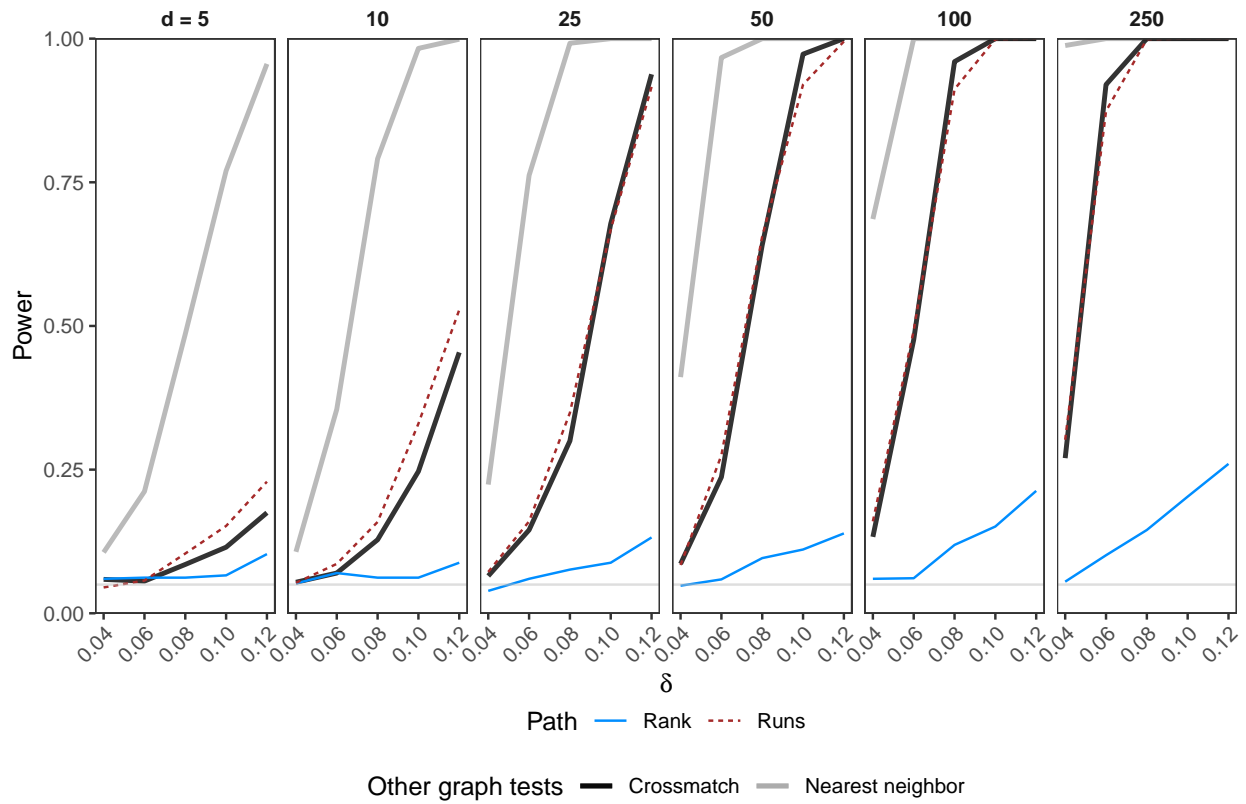 d = 5 10 25 50 100 250
1.00
0.75
0.50
0.25
0.00
Power
0.04 0.06 0.08 0.10 0.12 0.04 0.06 0.08 0.10 0.12 0.04 0.06 0.08 0.10 0.12 0.04 0.06 0.08 0.10 0.12 0.04 0.06 0.08 0.10 0.12 0.04 0.06 0.08 0.10 0.12
δ
Path Rank Runs
Other graph tests Crossmatch Nearest neighbor